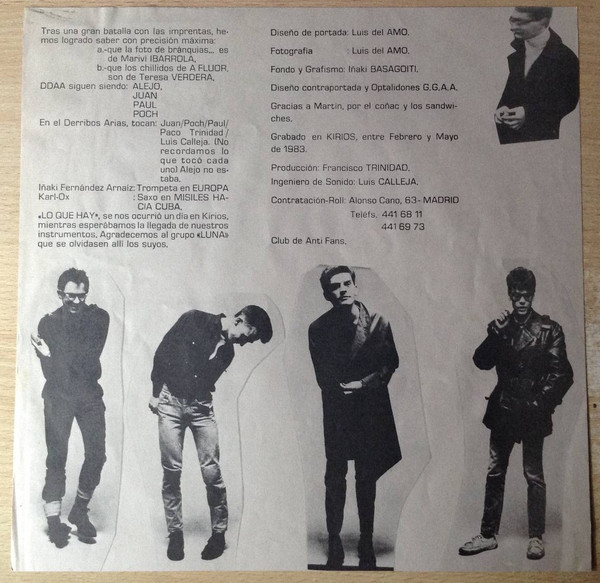 Tras una gran batalla con las imprentas, he-
mos logrado saber con precisión máxima:
a.-que la foto de bránquias... es
de Mariví IBARROLA,
b.-que los chillidos de A FLUOR,
son de Teresa VERDERA,
DDAA siguen siendo: ALEJO,
JUAN
PAUL
POCH
En el Derribos Arias, tocan: Juan/Poch/Paul/
Paco Trinidad/
Luis Calleja. (No
recordamos lo
que tocó cada
uno) Alejo no es-
taba.
Iñaki Fernández Arnaiz: Trompeta en EUROPA
Karl-Ox : Saxo en MISILES HA-
CIA CUBA.
«LO QUE HAY», se nos ocurrió un día en Kirios,
mientras esperábamos la llegada de nuestros
instrumentos. Agradecemos al grupo «LUNA»
que se olvidasen allí los suyos.
Diseño de portada: Luis del AMO.
Fotografía : Luis del AMO.
Fondo y Grafismo: Iñaki BASAGOITI.
Diseño contraportada y Optalidones G.G.A.A.
Gracias a Martin, por el coñac y los sandwi-
ches.
Grabado en KIRIOS, entre Febrero y Mayo
de 1983.
Producción: Francisco TRINIDAD.
Ingeniero de Sonido: Luis CALLEJA.
Contratación-Roll: Alonso Cano, 63- MADRID
Teléfs. 441 68 11
441 69 73
Club de Anti Fans.